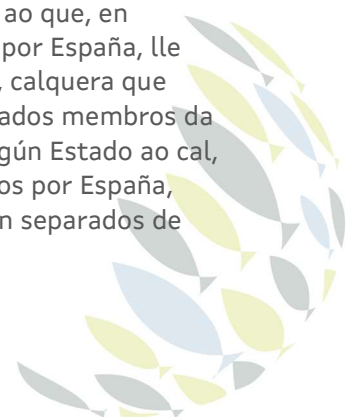 ao que, en
por España, lle
, calquera que
ados membros da
gún Estado ao cal,
os por España,
n separados de